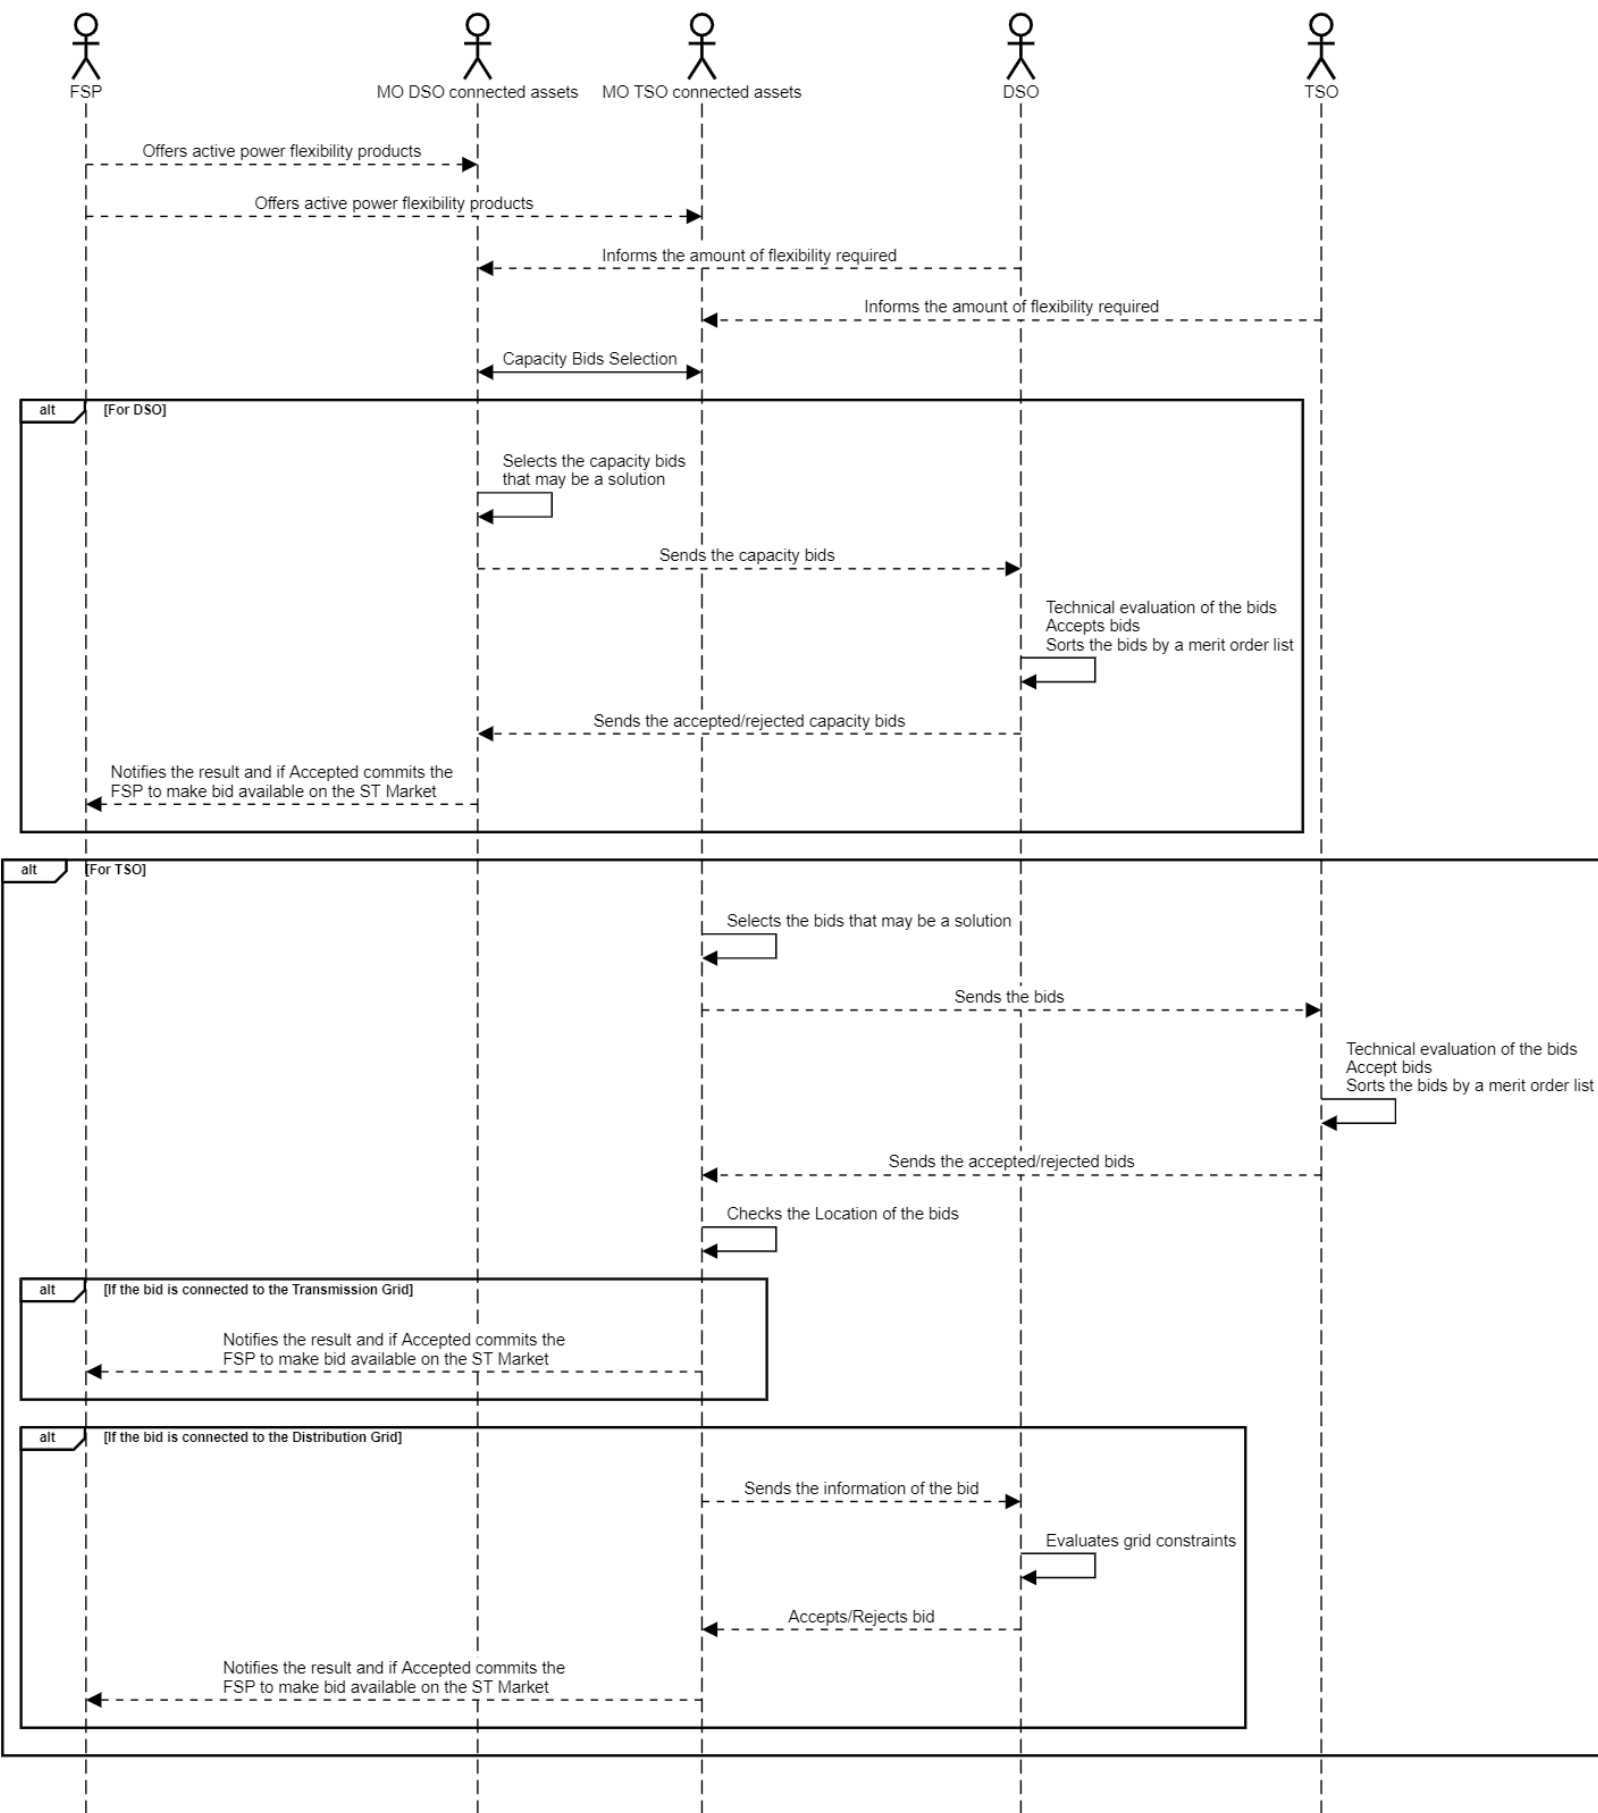 FSP
MO DSO connected assets
MO TSO connected assets
DSO
TSO
Offers active power flexibility products
Offers active power flexibility products
Informs the amount of flexibility required
Informs the amount of flexibility required
Capacity Bids Selection
alt
[For DSO]
Selects the capacity bids
that may be a solution
Sends the capacity bids
Technical evaluation of the bids
Accepts bids
Sorts the bids by a merit order list
Sends the accepted/rejected capacity bids
Notifies the result and if Accepted commits the
FSP to make bid available on the ST Market
alt
[For TSO]
Selects the bids that may be a solution
Sends the bids
Technical evaluation of the bids
Accept bids
Sorts the bids by a merit order list
Sends the accepted/rejected bids
Checks the Location of the bids
alt
[If the bid is connected to the Transmission Grid]
Notifies the result and if Accepted commits the
FSP to make bid available on the ST Market
alt
[If the bid is connected to the Distribution Grid]
Sends the information of the bid
Evaluates grid constraints
Accepts/Rejects bid
Notifies the result and if Accepted commits the
FSP to make bid available on the ST Market